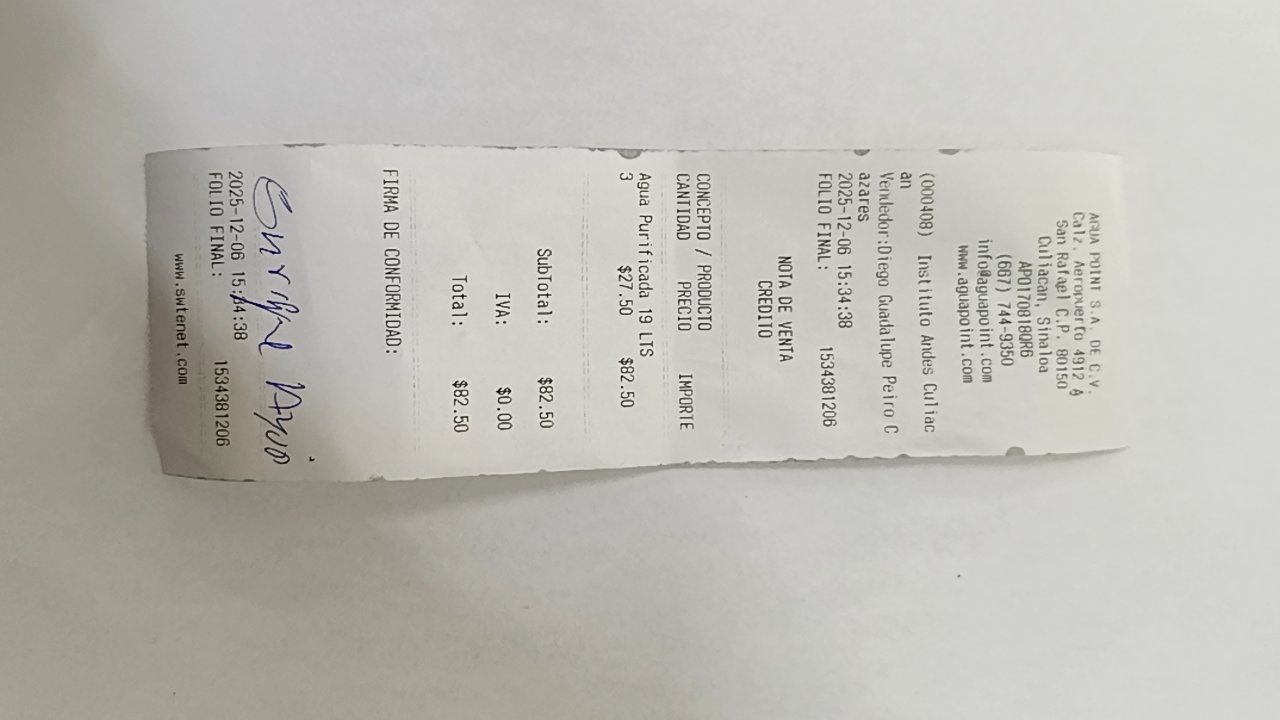 AGUA POINT S.A. DE C.V.
Calz. Aeropuerto 4912 A
San Rafael C.P. 80150
Culiacan, Sinaloa
APO170818QR6
(667) 744-9350
info@aguapoint.com
www.aguapoint.com
(000408) Instituto Andes Culiac
an
Vendedor:Diego Guadalupe Peiro C
azares
2025-12-06 15:34:38
FOLIO FINAL: 1534381206
NOTA DE VENTA
CREDITO
CONCEPTO / PRODUCTO
CANTIDAD PRECIO IMPORTE
Agua Purificada 19 LTS
3 $27.50 $82.50
SubTotal: $82.50
IVA: $0.00
Total: $82.50
FIRMA DE CONFORMIDAD:
2025-12-06 15:34:38
FOLIO FINAL: 1534381206
www.swtenet.com